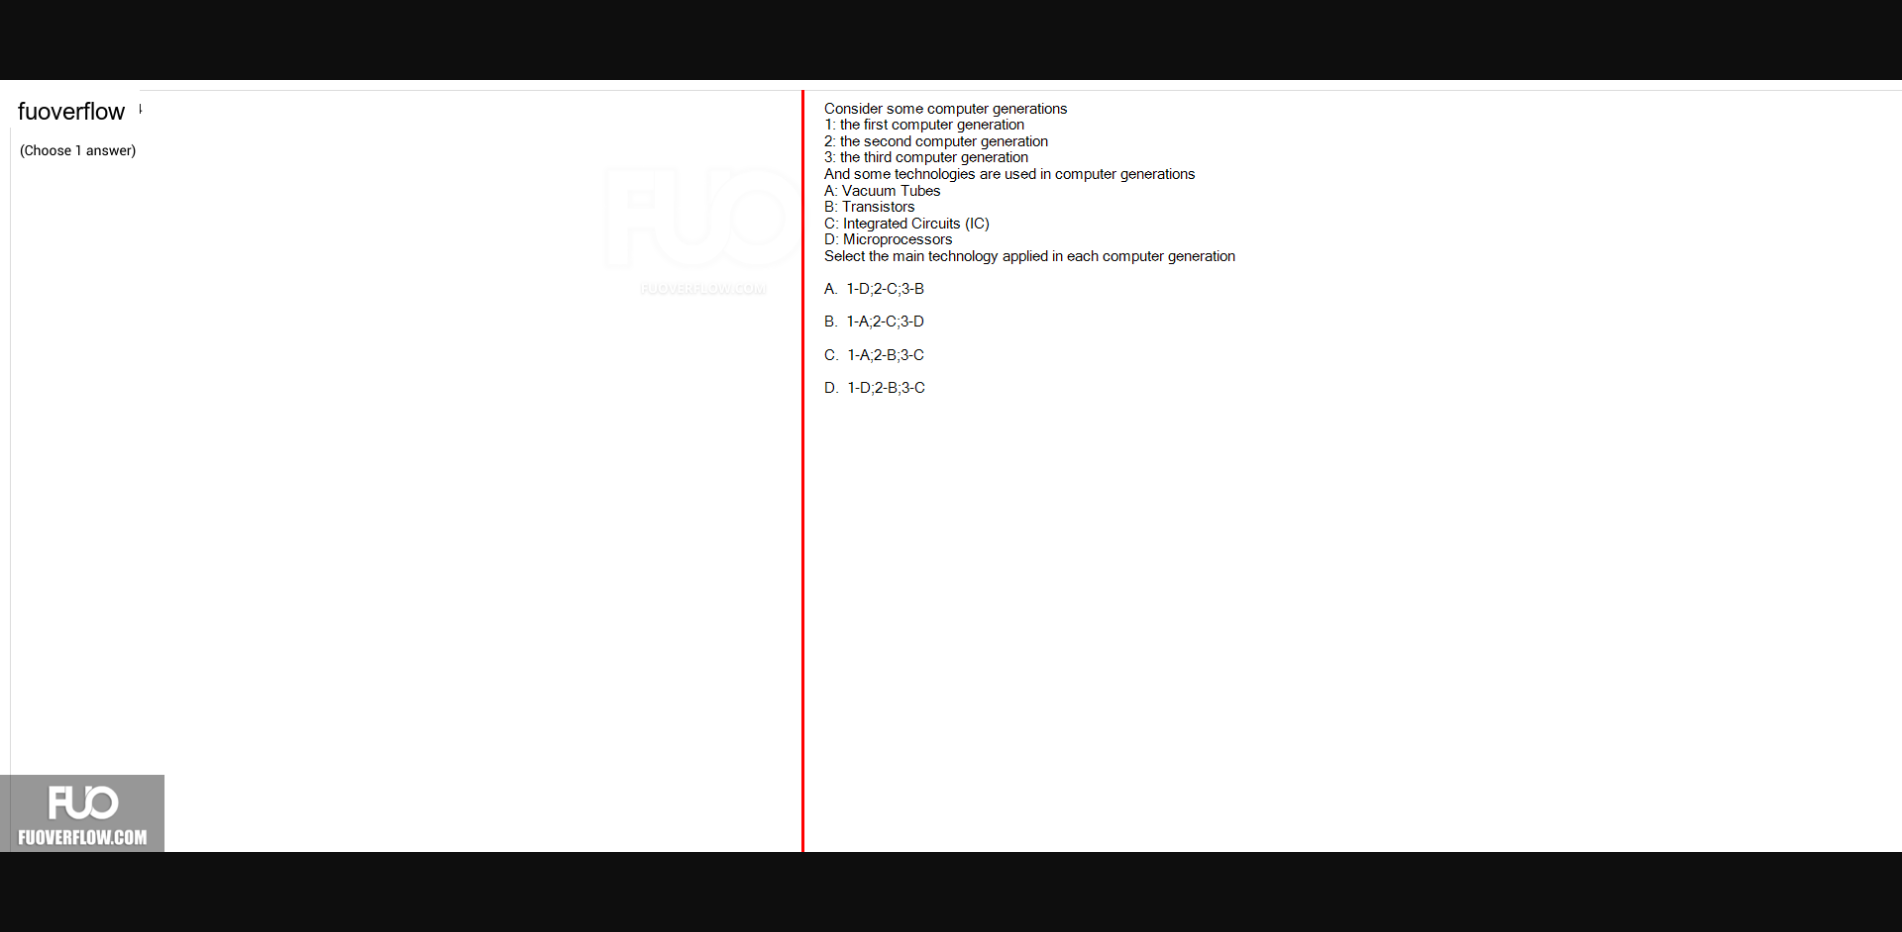 fuoverflow
(Choose 1 answer)
FUO
FUOVERFLOW.COM
Consider some computer generations
1: the first computer generation
2: the second computer generation
3: the third computer generation
And some technologies are used in computer generations
A: Vacuum Tubes
B: Transistors
C: Integrated Circuits (IC)
D: Microprocessors
Select the main technology applied in each computer generation
A. 1-D;2-C;3-B
B. 1-A;2-C;3-D
C. 1-A;2-B;3-C
D. 1-D;2-B;3-C
FUO
FUOVERFLOW.COM